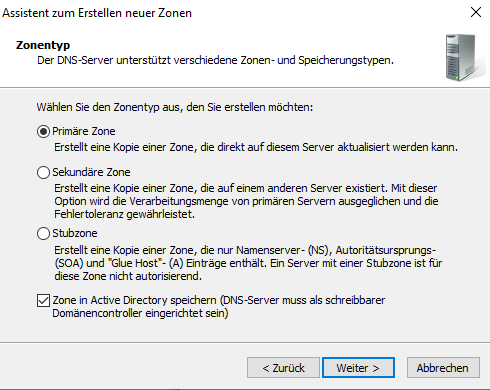 Assistent zum Erstellen neuer Zonen
Zonentyp
Der DNS-Server unterstützt verschiedene Zonen- und Speicherungstypen.
Wählen Sie den Zonentyp aus, den Sie erstellen möchten:
Primäre Zone
Erstellt eine Kopie einer Zone, die direkt auf diesem Server aktualisiert werden kann.
Sekundäre Zone
Erstellt eine Kopie einer Zone, die auf einem anderen Server existiert. Mit dieser
Option wird die Verarbeitungsmenge von primären Servern ausgeglichen und die
Fehlertoleranz gewährleistet.
Stubzone
Erstellt eine Kopie einer Zone, die nur Namenserver- (NS), Autoritätsursprungs-
(SOA) und "Glue Host"- (A) Einträge enthält. Ein Server mit einer Stubzone ist für
diese Zone nicht autorisierend.
Zone in Active Directory speichern (DNS-Server muss als schreibbarer
Domänencontroller eingerichtet sein)
< Zurück Weiter > Abbrechen